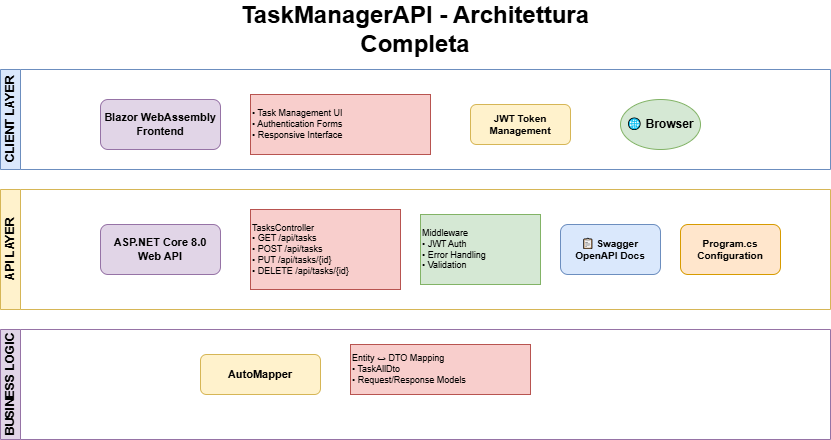 TaskManagerAPI - Architettura
Completa
CLIENT LAYER
Blazor WebAssembly
Frontend
• Task Management UI
• Authentication Forms
• Responsive Interface
JWT Token
Management
🌐 Browser
API LAYER
ASP.NET Core 8.0
Web API
TasksController
• GET /api/tasks
• POST /api/tasks
• PUT /api/tasks/{id}
• DELETE /api/tasks/{id}
Middleware
• JWT Auth
• Error Handling
• Validation
📋 Swagger
OpenAPI Docs
Program.cs
Configuration
BUSINESS LOGIC
AutoMapper
Entity DTO Mapping
• TaskAllDto
• Request/Response Models